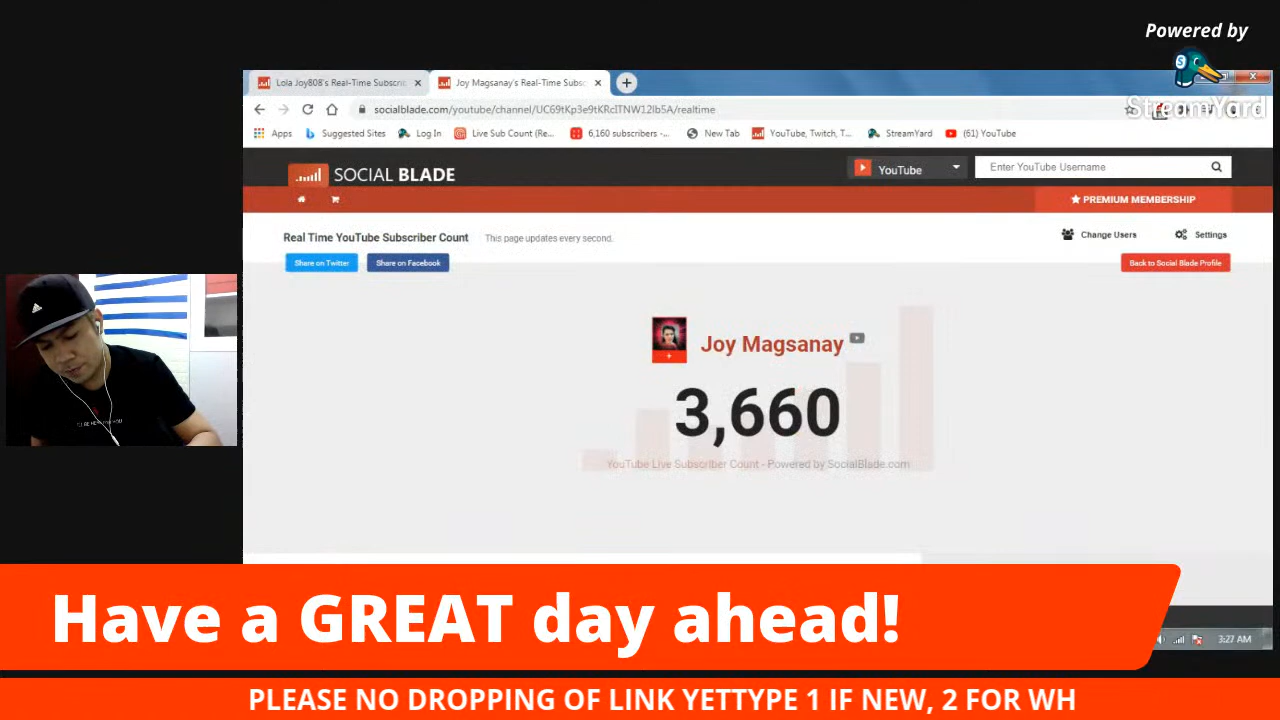 Powered by
StreamYard
Lola Joy808's Real-Time Subscri
Joy Magsanay's Real-Time Subsc
socialblade.com/youtube/channel/UC69tKp3e9tKRclTNW12lb5A/realtime
Apps
Suggested Sites
Log In
Live Sub Count (Re...
6,160 subscribers -...
New Tab
YouTube, Twitch, T...
StreamYard
(61) YouTube
SOCIAL BLADE
YouTube
Enter YouTube Username
PREMIUM MEMBERSHIP
Real Time YouTube Subscriber Count
This page updates every second.
Change Users
Settings
Share on Twitter
Share on Facebook
Back to Social Blade Profile
Joy Magsanay
3,660
YouTube Live Subscriber Count - Powered by SocialBlade.com
Have a GREAT day ahead!
3:27 AM
PLEASE NO DROPPING OF LINK YETTYPE 1 IF NEW, 2 FOR WH